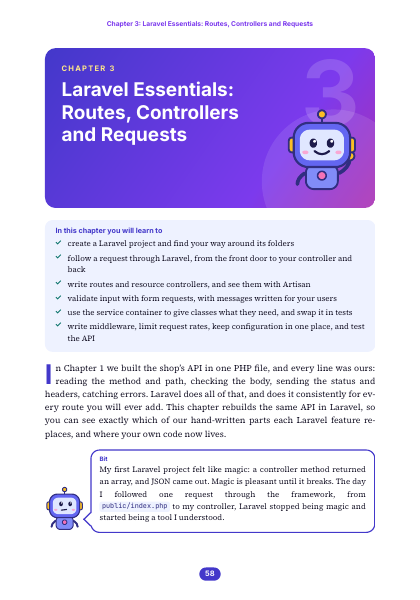 Chapter 3: Laravel Essentials: Routes, Controllers and Requests
CHAPTER 3
3
Laravel Essentials:
Routes, Controllers
and Requests
In this chapter you will learn to
create a Laravel project and find your way around its folders
follow a request through Laravel, from the front door to your controller and
back
write routes and resource controllers, and see them with Artisan
validate input with form requests, with messages written for your users
use the service container to give classes what they need, and swap it in tests
write middleware, limit request rates, keep configuration in one place, and test
the API
In Chapter 1 we built the shop's API in one PHP file, and every line was ours:
reading the method and path, checking the body, sending the status and
headers, catching errors. Laravel does all of that, and does it consistently for ev-
ery route you will ever add. This chapter rebuilds the same API in Laravel, so
you can see exactly which of our hand-written parts each Laravel feature re-
places, and where your own code now lives.
Bit
My first Laravel project felt like magic: a controller method returned
an array, and JSON came out. Magic is pleasant until it breaks. The day
I followed one request through the framework, from
public/index.php to my controller, Laravel stopped being magic and
started being a tool I understood.
58